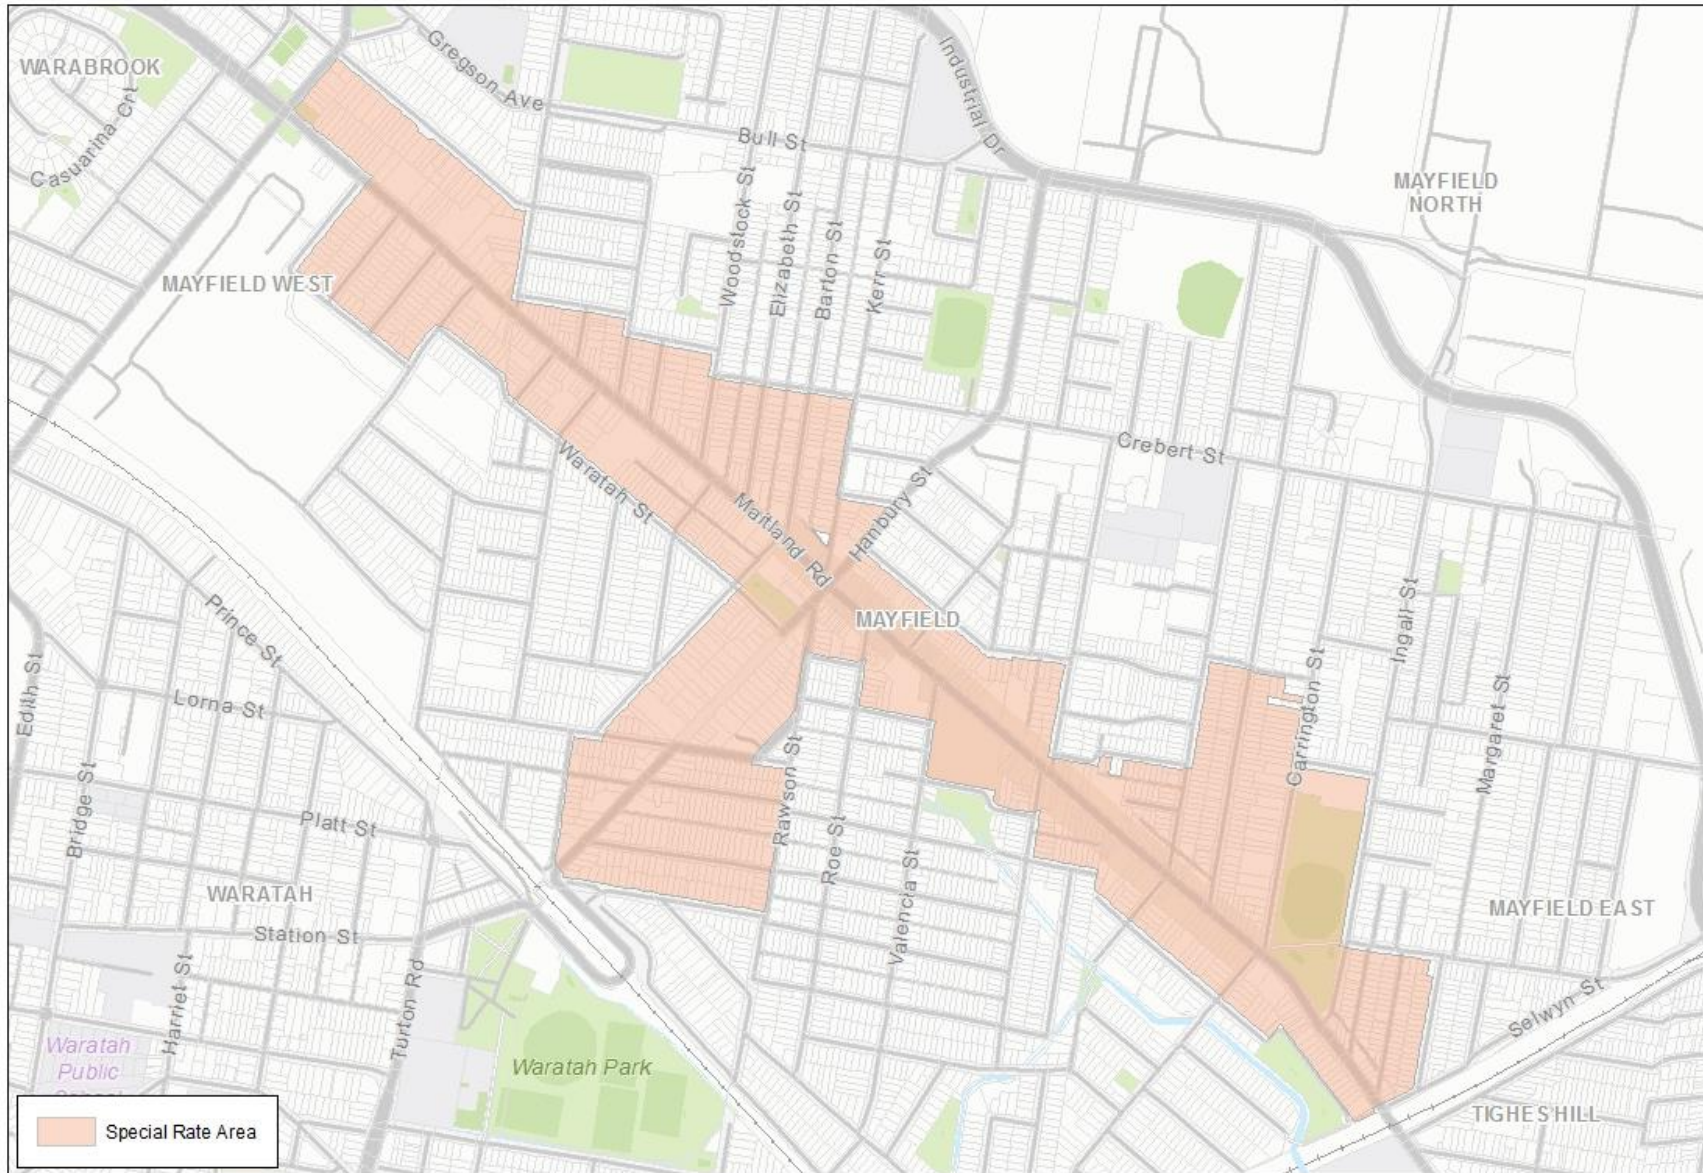 WARABROOK
Gregson Ave
Industrial Dr
Casuarina Crt
Bull St
MAYFIELD
NORTH
Woodstock St
Elizabeth St
Barton St
Kerr St
MAYFIELD WEST
Crebert St
Hanbury St
Waratah St
Maitland Rd
MAYFIELD
Prince St
Ingall St
Edith St
Lorna St
Carrington St
Margaret St
Bridge St
Platt St
Rawson St
Roe St
Valencia St
WARATAH
MAYFIELD EAST
Station St
Harriet St
Turton Rd
Selwyn St
Waratah
Public
School
Waratah Park
TIGHES HILL
Special Rate Area